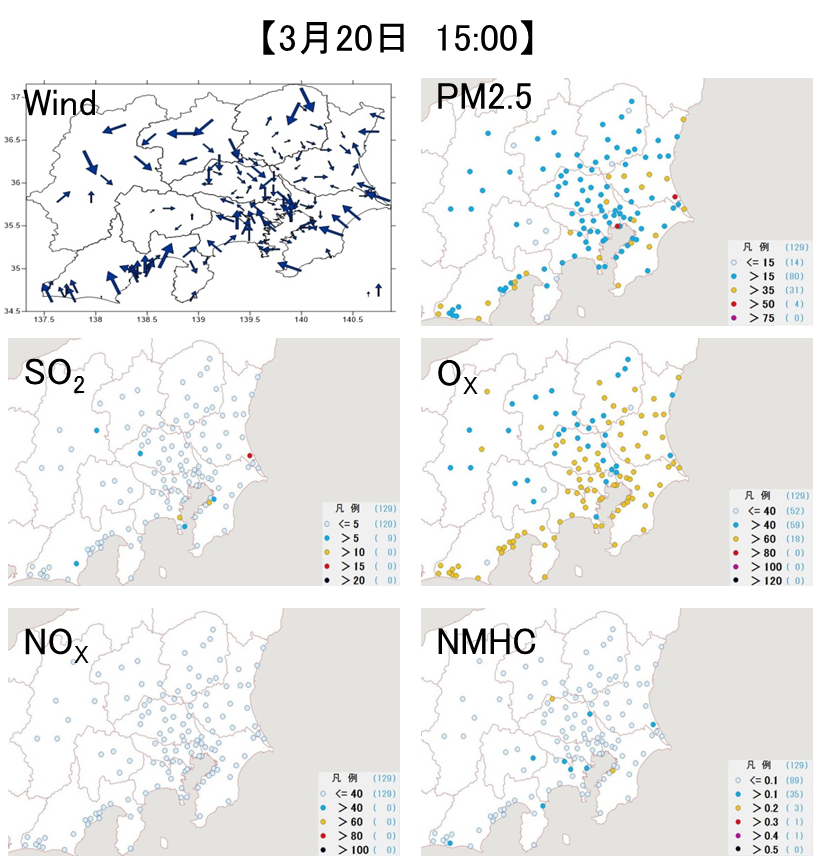 【3月20日 15:00】
Wind
37
36.5
36
35.5
35
34.5
137.5 138 138.5 139 139.5 140 140.5
PM2.5
凡 例 (129)
<= 15 (14)
＞ 15 (80)
＞ 35 (31)
＞ 50 ( 4)
＞ 75 ( 0)
SO2
凡 例 (129)
<= 5 (120)
＞ 5 ( 9)
＞ 10 ( 0)
＞ 15 ( 0)
＞ 20 ( 0)
OX
凡 例 (129)
<= 40 (52)
＞ 40 (59)
＞ 60 (18)
＞ 80 ( 0)
＞ 100 ( 0)
＞ 120 ( 0)
NOX
凡 例 (129)
<= 40 (129)
＞ 40 ( 0)
＞ 60 ( 0)
＞ 80 ( 0)
＞ 100 ( 0)
NMHC
凡 例 (129)
<= 0.1 (89)
＞ 0.1 (35)
＞ 0.2 ( 3)
＞ 0.3 ( 1)
＞ 0.4 ( 1)
＞ 0.5 ( 0)